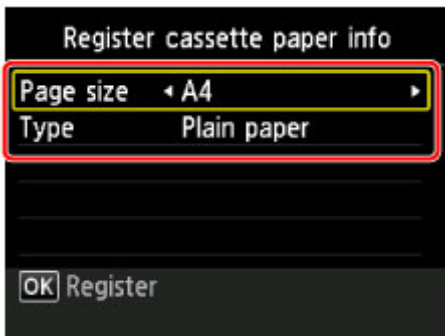 Register cassette paper info
Page size A4
Type Plain paper
OK Register